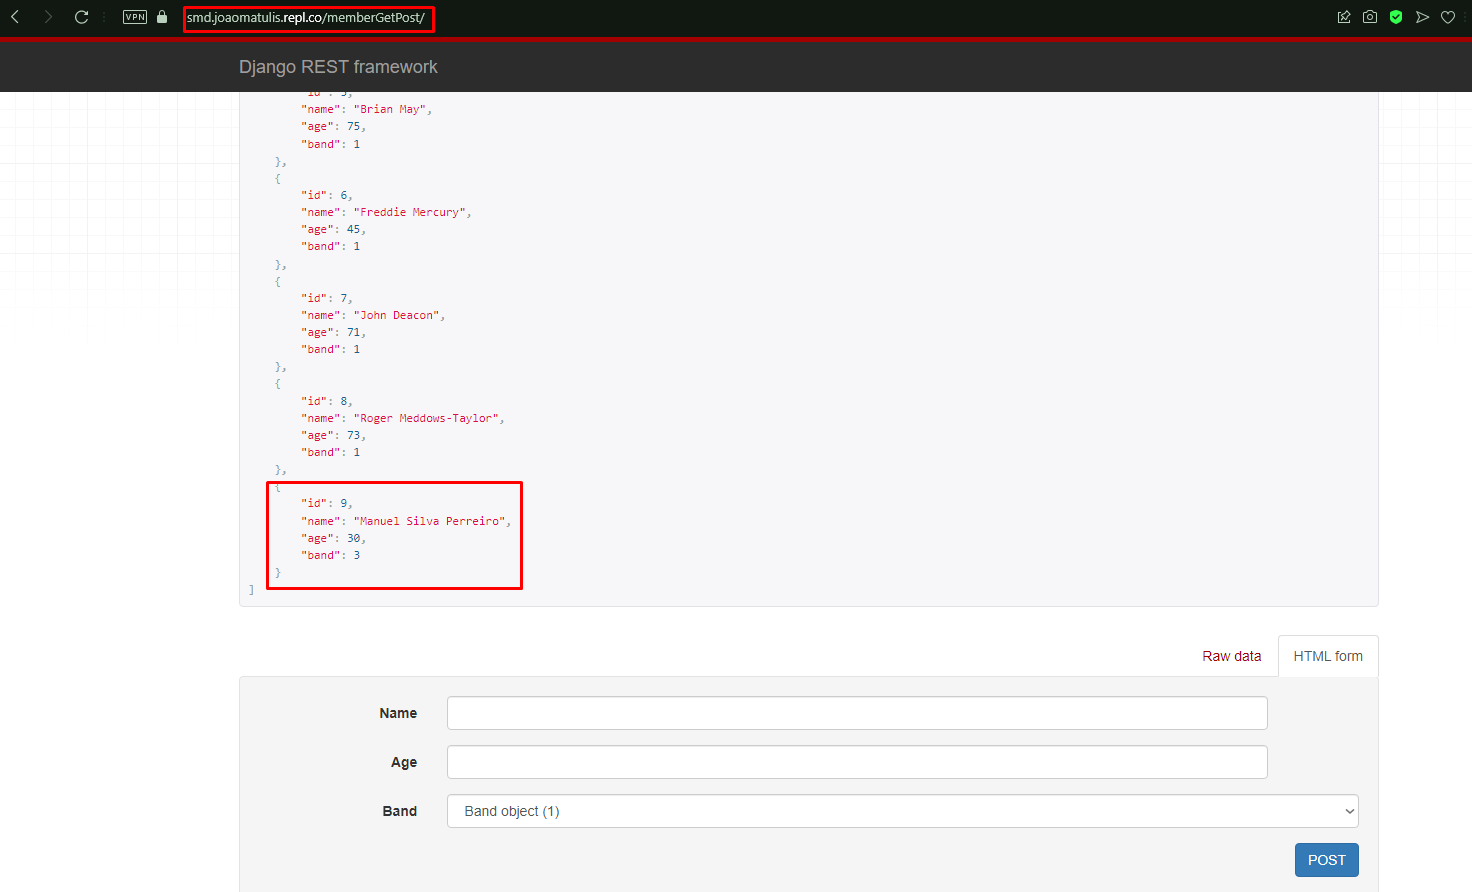 VPN
smd.joaomatulis.repl.co/memberGetPost/
Django REST framework
"id": 5,
"name": "Brian May",
"age": 75,
"band": 1
},
{
"id": 6,
"name": "Freddie Mercury",
"age": 45,
"band": 1
},
{
"id": 7,
"name": "John Deacon",
"age": 71,
"band": 1
},
{
"id": 8,
"name": "Roger Meddows-Taylor",
"age": 73,
"band": 1
},
{
"id": 9,
"name": "Manuel Silva Perreiro",
"age": 30,
"band": 3
}
]
Raw data
HTML form
Name
Age
Band
Band object (1)
POST